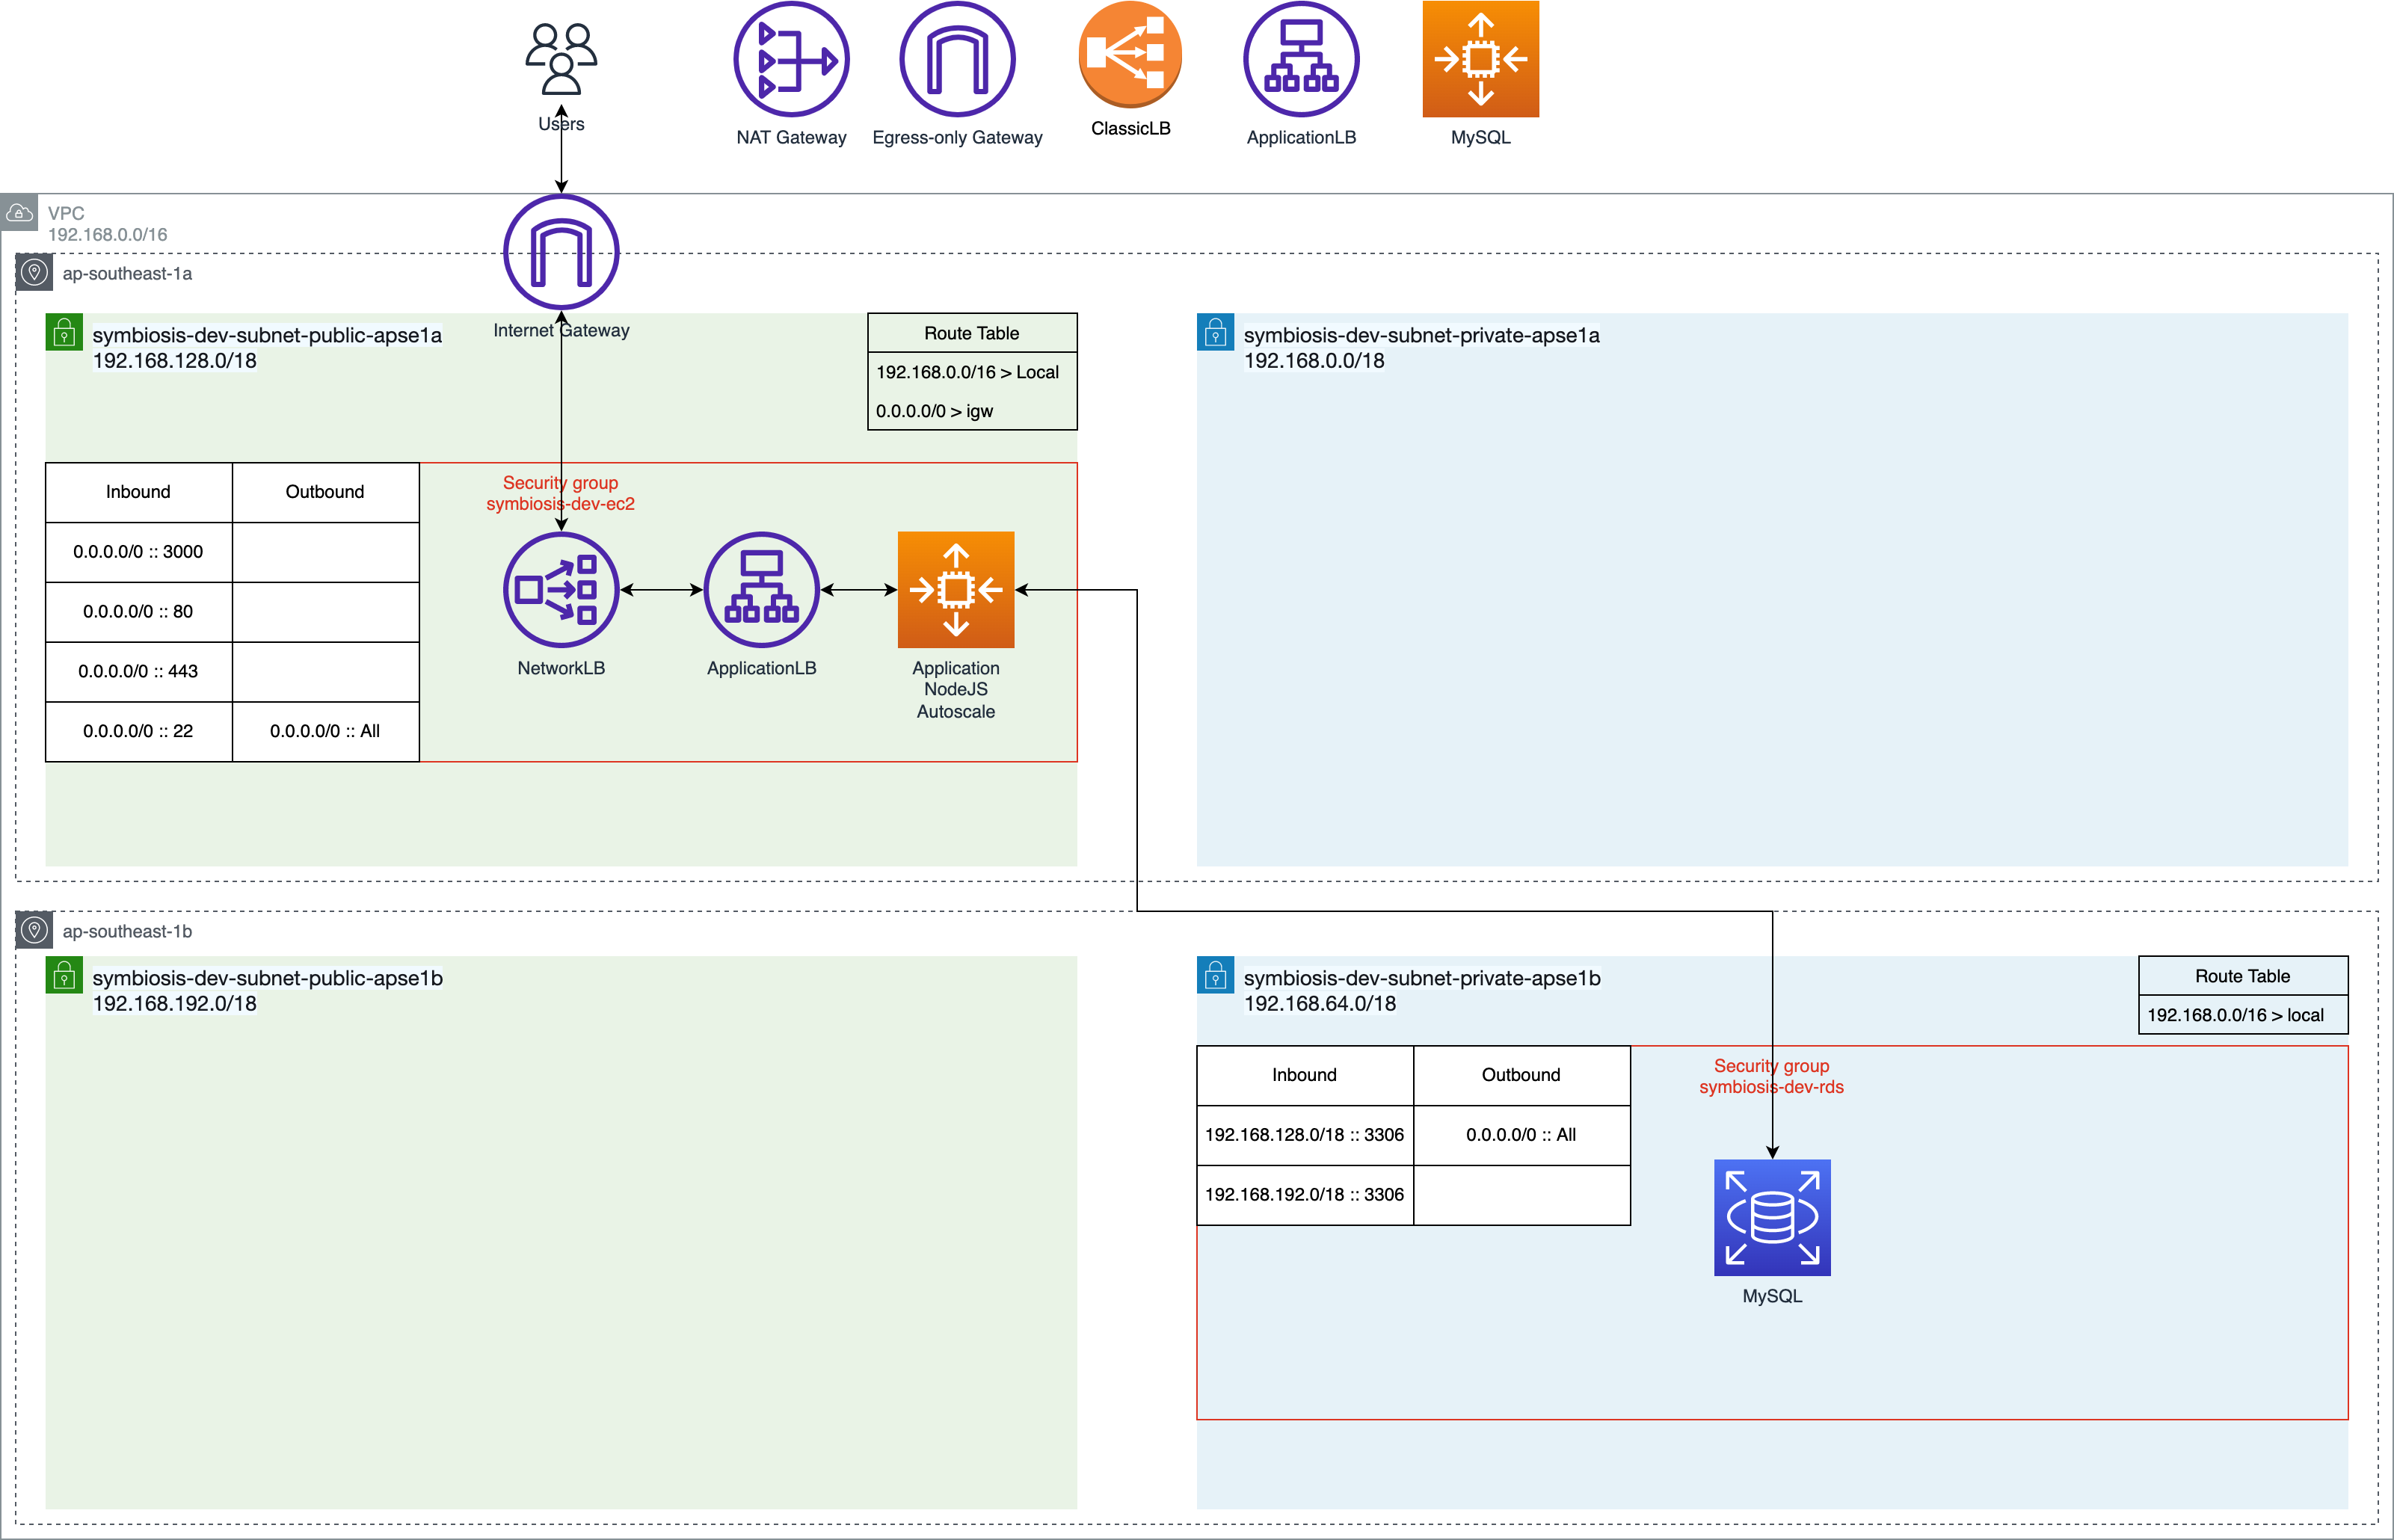 Users
NAT Gateway
Egress-only Gateway
ClassicLB
ApplicationLB
MySQL
VPC
192.168.0.0/16
ap-southeast-1a
Internet Gateway
symbiosis-dev-subnet-public-apse1a
192.168.128.0/18
Route Table
192.168.0.0/16 > Local
0.0.0.0/0 > igw
symbiosis-dev-subnet-private-apse1a
192.168.0.0/18
Inbound
Outbound
0.0.0.0/0 :: 3000
0.0.0.0/0 :: 80
0.0.0.0/0 :: 443
0.0.0.0/0 :: 22
0.0.0.0/0 :: All
Security group
symbiosis-dev-ec2
NetworkLB
ApplicationLB
Application
NodeJS
Autoscale
ap-southeast-1b
symbiosis-dev-subnet-public-apse1b
192.168.192.0/18
symbiosis-dev-subnet-private-apse1b
192.168.64.0/18
Route Table
192.168.0.0/16 > local
Inbound
Outbound
192.168.128.0/18 :: 3306
0.0.0.0/0 :: All
192.168.192.0/18 :: 3306
Security group
symbiosis-dev-rds
MySQL